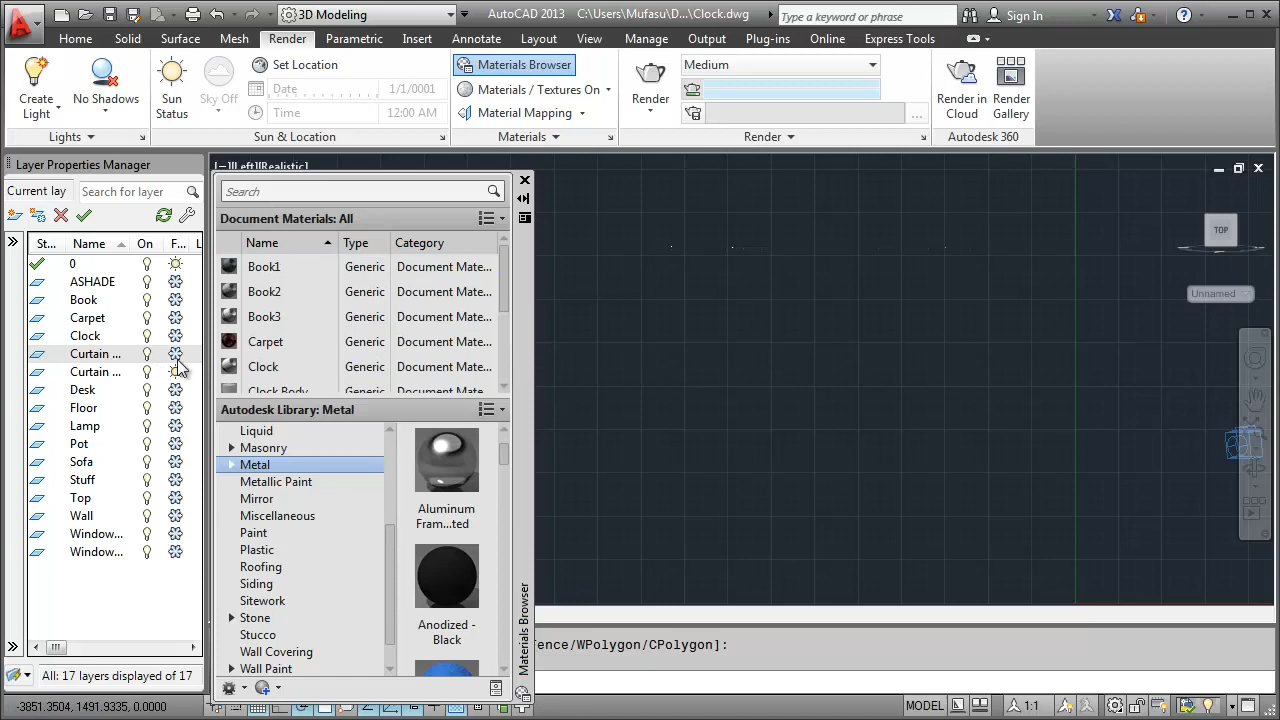 3D Modeling
AutoCAD 2013 C:\Users\Mufasu\D...\Clock.dwg
Type a keyword or phrase
Sign In
Home Solid Surface Mesh Render Parametric Insert Annotate Layout View Manage Output Plug-ins Online Express Tools
Create Light
No Shadows
Lights
Sun Status
Sky Off
Set Location
Date 1/1/0001
Time 12:00 AM
Sun & Location
Materials Browser
Materials / Textures On
Material Mapping
Materials
Render
Medium
Render
Render in Cloud
Render Gallery
Autodesk 360
Layer Properties Manager
Current lay
Search for layer
St... Name On F... L
0
ASHADE
Book
Carpet
Clock
Curtain ...
Curtain ...
Desk
Floor
Lamp
Pot
Sofa
Stuff
Top
Wall
Window...
Window...
All: 17 layers displayed of 17
[−][Left][Realistic]
Search
Document Materials: All
Name Type Category
Book1 Generic Document Mate...
Book2 Generic Document Mate...
Book3 Generic Document Mate...
Carpet Generic Document Mate...
Clock Generic Document Mate...
Clock Body
Autodesk Library: Metal
Liquid
Masonry
Metal
Metallic Paint
Mirror
Miscellaneous
Paint
Plastic
Roofing
Siding
Sitework
Stone
Stucco
Wall Covering
Wall Paint
Aluminum
Fram...ted
Anodized -
Black
Materials Browser
TOP
Unnamed
ence/WPolygon/CPolygon]:
-3851.3504, 1491.9335, 0.0000
MODEL
1:1